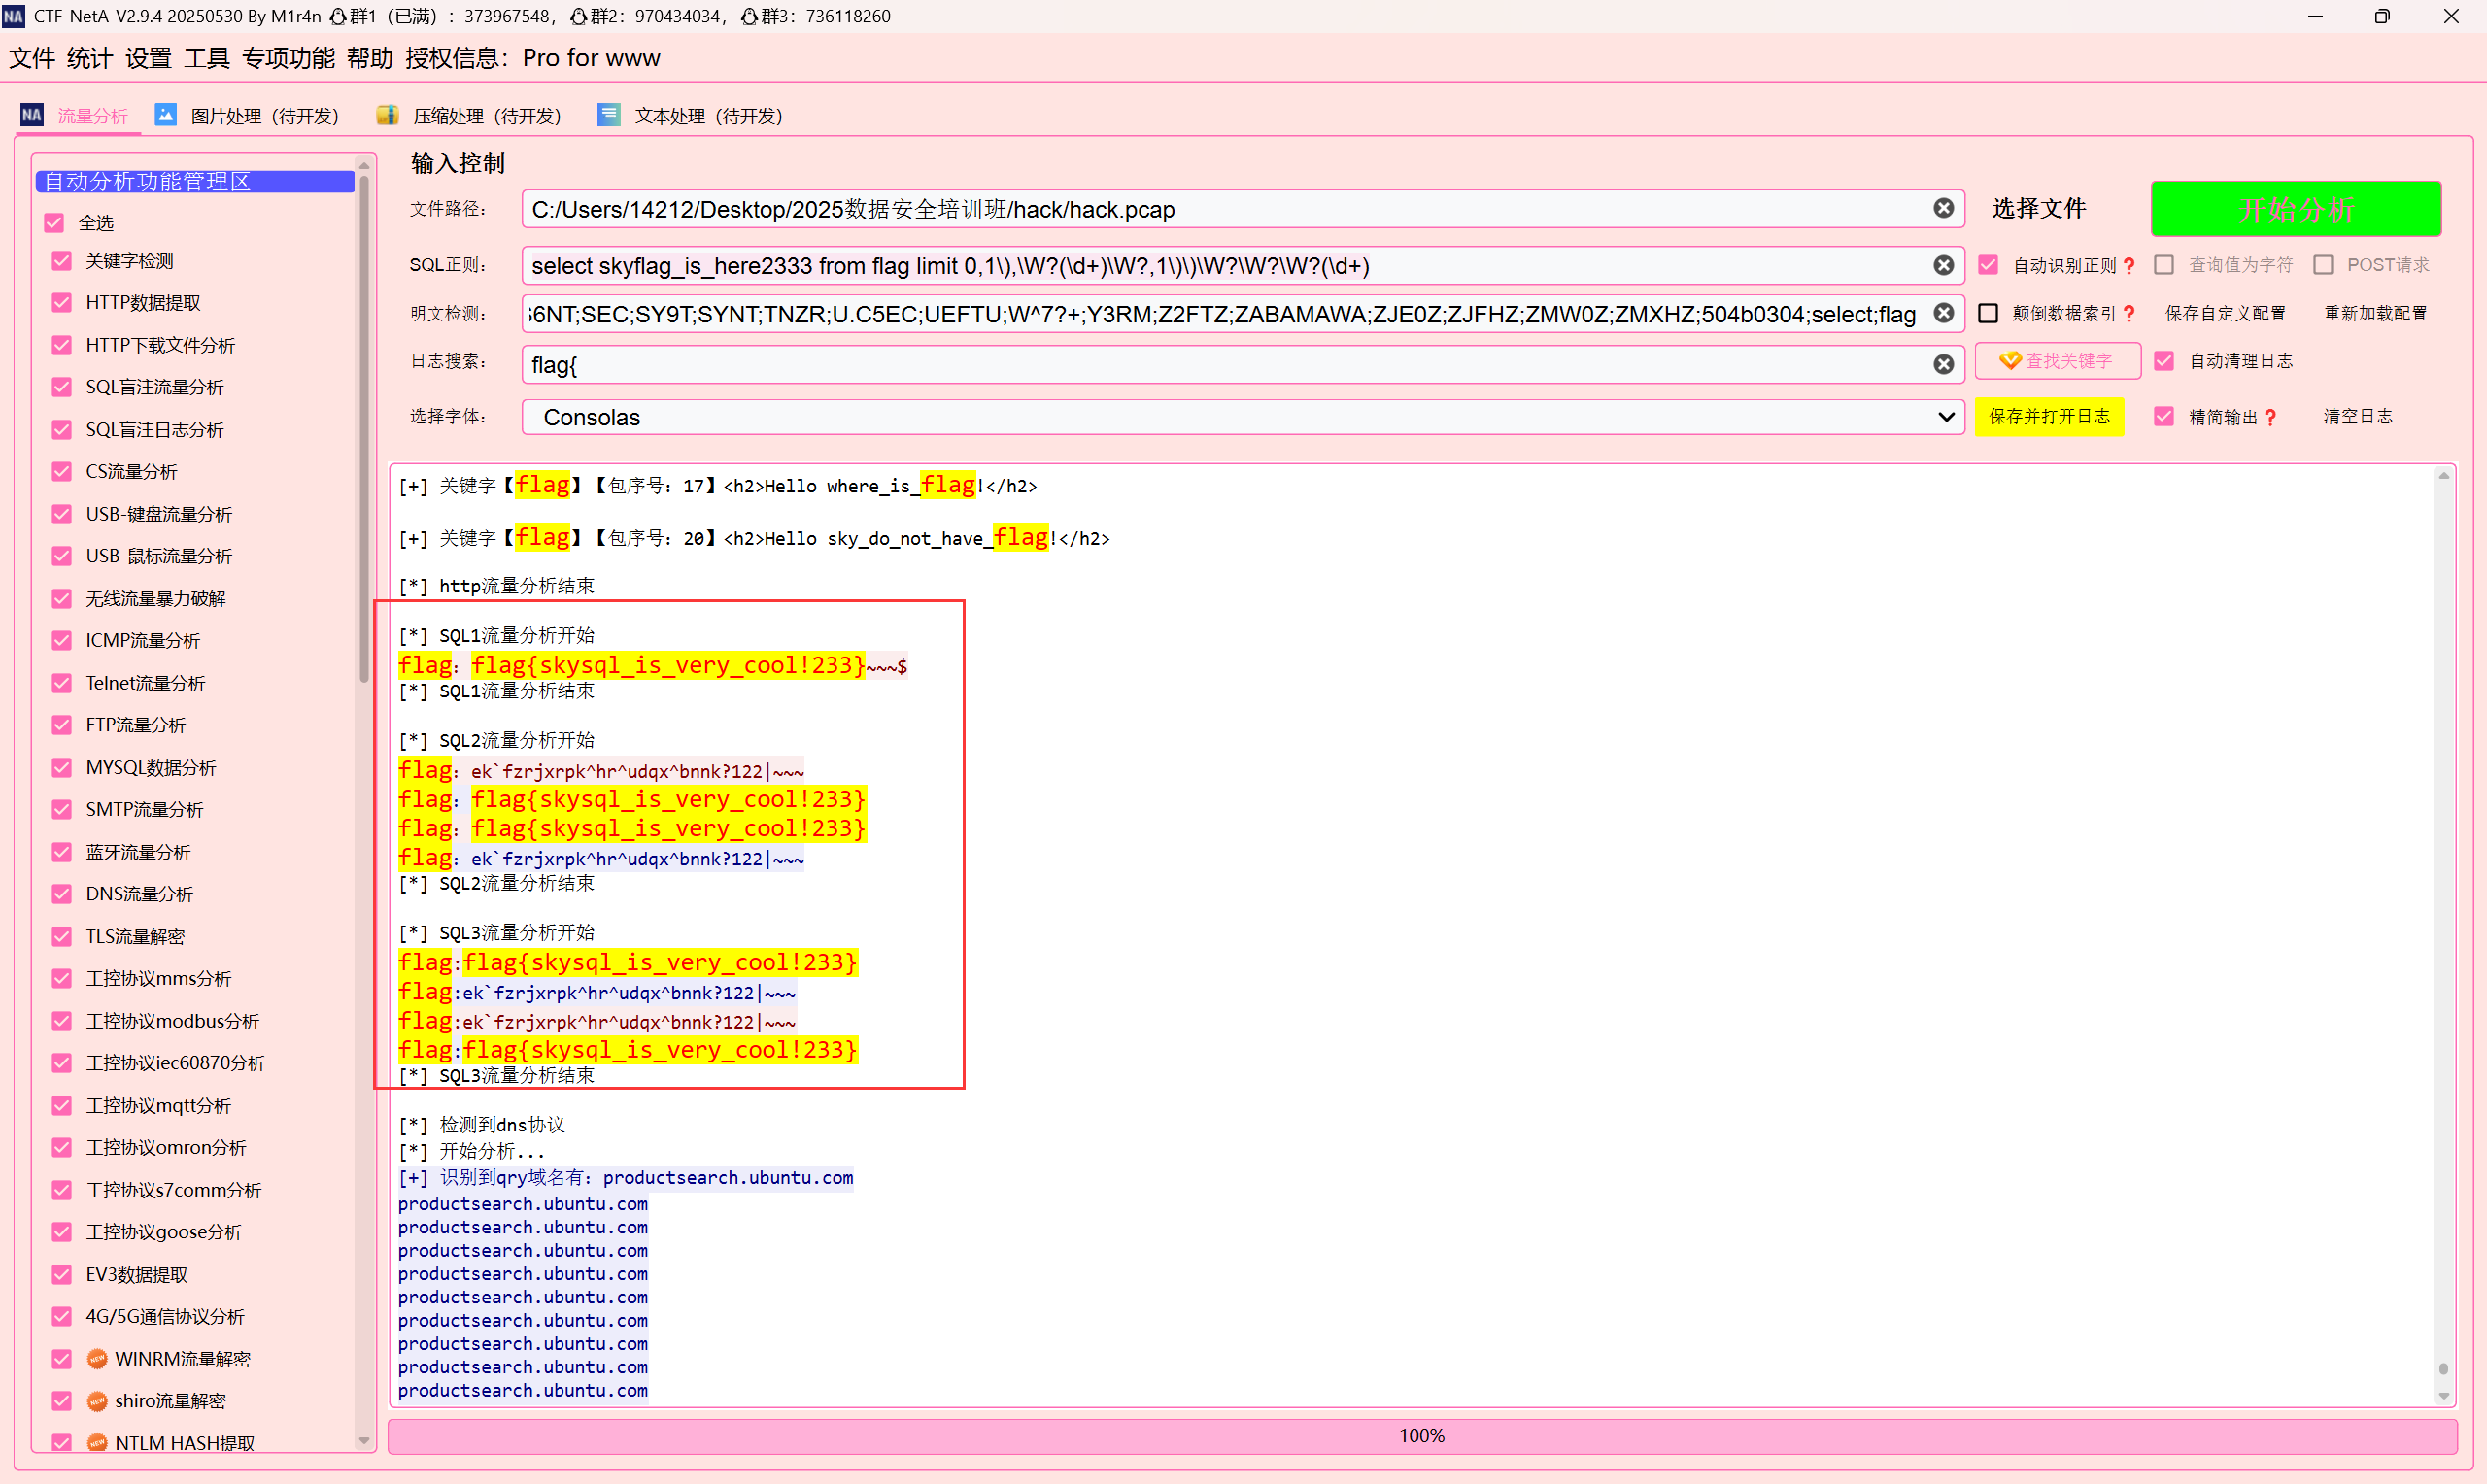 CTF-NetA-V2.9.4 20250530 By M1r4n 群1（已满）：373967548，群2：970434034，群3：736118260
文件 统计 设置 工具 专项功能 帮助 授权信息：Pro for www
NA 流量分析 图片处理（待开发） 压缩处理（待开发） 文本处理（待开发）
自动分析功能管理区
全选
关键字检测
HTTP数据提取
HTTP下载文件分析
SQL盲注流量分析
SQL盲注日志分析
CS流量分析
USB-键盘流量分析
USB-鼠标流量分析
无线流量暴力破解
ICMP流量分析
Telnet流量分析
FTP流量分析
MYSQL数据分析
SMTP流量分析
蓝牙流量分析
DNS流量分析
TLS流量解密
工控协议mms分析
工控协议modbus分析
工控协议iec60870分析
工控协议mqtt分析
工控协议omron分析
工控协议s7comm分析
工控协议goose分析
EV3数据提取
4G/5G通信协议分析
NEW WINRM流量解密
NEW shiro流量解密
NEW NTLM HASH提取
输入控制
文件路径： C:/Users/14212/Desktop/2025数据安全培训班/hack/hack.pcap 选择文件 开始分析
SQL正则： select skyflag_is_here2333 from flag limit 0,1\),\W?(\d+)\W?,1\)\)\W?\W?\W?(\d+) 自动识别正则？ 查询值为字符 POST请求
明文检测： 6NT;SEC;SY9T;SYNT;TNZR;U.C5EC;UEFTU;W^7?+;Y3RM;Z2FTZ;ZABAMAWA;ZJE0Z;ZJFHZ;ZMW0Z;ZMXHZ;504b0304;select;flag 颠倒数据索引？ 保存自定义配置 重新加载配置
日志搜索： flag{ 查找关键字 自动清理日志
选择字体： Consolas 保存并打开日志 精简输出？ 清空日志
[+] 关键字【flag】【包序号：17】<h2>Hello where_is_flag!</h2>
[+] 关键字【flag】【包序号：20】<h2>Hello sky_do_not_have_flag!</h2>
[*] http流量分析结束
[*] SQL1流量分析开始
flag：flag{skysql_is_very_cool!233}~~~$
[*] SQL1流量分析结束
[*] SQL2流量分析开始
flag：ek`fzrjxrpk^hr^udqx^bnnk?122|~~~
flag：flag{skysql_is_very_cool!233}
flag：flag{skysql_is_very_cool!233}
flag：ek`fzrjxrpk^hr^udqx^bnnk?122|~~~
[*] SQL2流量分析结束
[*] SQL3流量分析开始
flag:flag{skysql_is_very_cool!233}
flag:ek`fzrjxrpk^hr^udqx^bnnk?122|~~~
flag:ek`fzrjxrpk^hr^udqx^bnnk?122|~~~
flag:flag{skysql_is_very_cool!233}
[*] SQL3流量分析结束
[*] 检测到dns协议
[*] 开始分析...
[+] 识别到qry域名有：productsearch.ubuntu.com
productsearch.ubuntu.com
productsearch.ubuntu.com
productsearch.ubuntu.com
productsearch.ubuntu.com
productsearch.ubuntu.com
productsearch.ubuntu.com
productsearch.ubuntu.com
productsearch.ubuntu.com
productsearch.ubuntu.com
100%